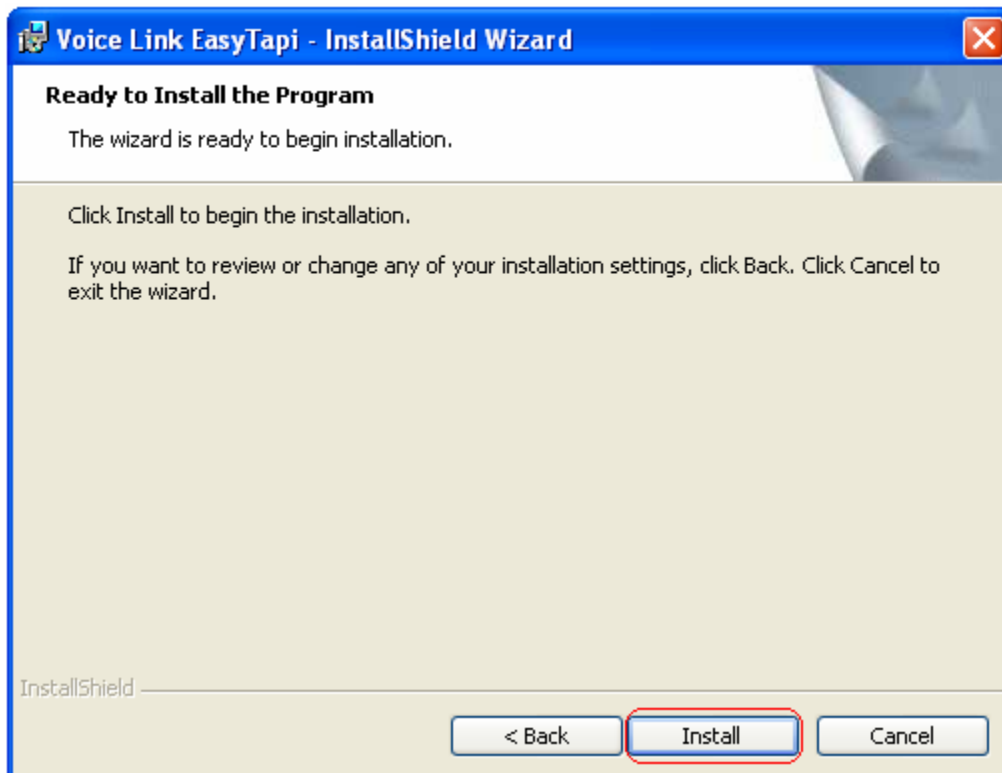 Voice Link EasyTapi - InstallShield Wizard
Ready to Install the Program
The wizard is ready to begin installation.
Click Install to begin the installation.
If you want to review or change any of your installation settings, click Back. Click Cancel to
exit the wizard.
InstallShield
< Back Install Cancel